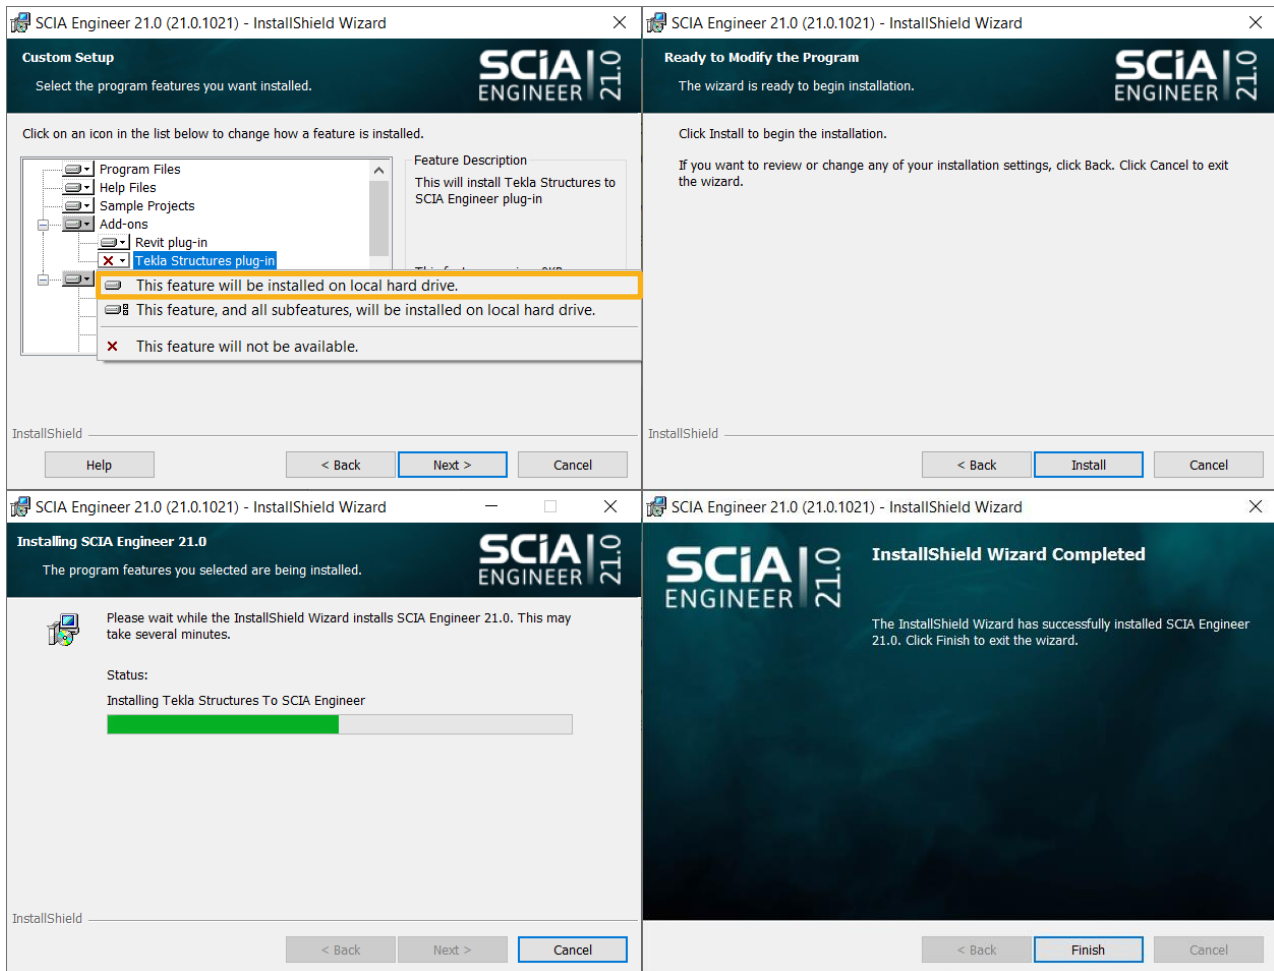 SCIA Engineer 21.0 (21.0.1021) - InstallShield Wizard
Custom Setup
Select the program features you want installed.
SCiA
ENGINEER
21.0
Click on an icon in the list below to change how a feature is installed.
Program Files
Help Files
Sample Projects
Add-ons
Revit plug-in
Tekla Structures plug-in
Feature Description
This will install Tekla Structures to
SCIA Engineer plug-in
This feature will be installed on local hard drive.
This feature, and all subfeatures, will be installed on local hard drive.
This feature will not be available.
InstallShield
Help
< Back
Next >
Cancel
SCIA Engineer 21.0 (21.0.1021) - InstallShield Wizard
Ready to Modify the Program
The wizard is ready to begin installation.
SCiA
ENGINEER
21.0
Click Install to begin the installation.
If you want to review or change any of your installation settings, click Back. Click Cancel to exit
the wizard.
InstallShield
< Back
Install
Cancel
SCIA Engineer 21.0 (21.0.1021) - InstallShield Wizard
Installing SCIA Engineer 21.0
The program features you selected are being installed.
SCiA
ENGINEER
21.0
Please wait while the InstallShield Wizard installs SCIA Engineer 21.0. This may
take several minutes.
Status:
Installing Tekla Structures To SCIA Engineer
InstallShield
< Back
Next >
Cancel
SCIA Engineer 21.0 (21.0.1021) - InstallShield Wizard
SCiA
ENGINEER
21.0
InstallShield Wizard Completed
The InstallShield Wizard has successfully installed SCIA Engineer
21.0. Click Finish to exit the wizard.
< Back
Finish
Cancel